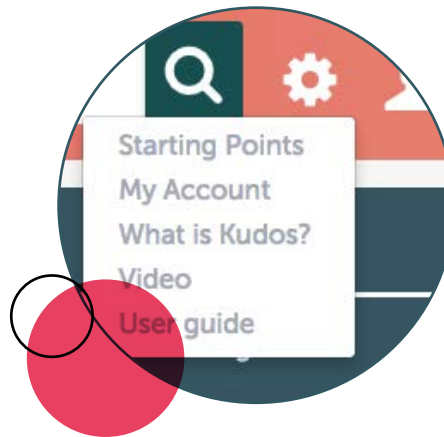 Starting Points
My Account
What is Kudos?
Video
User guide